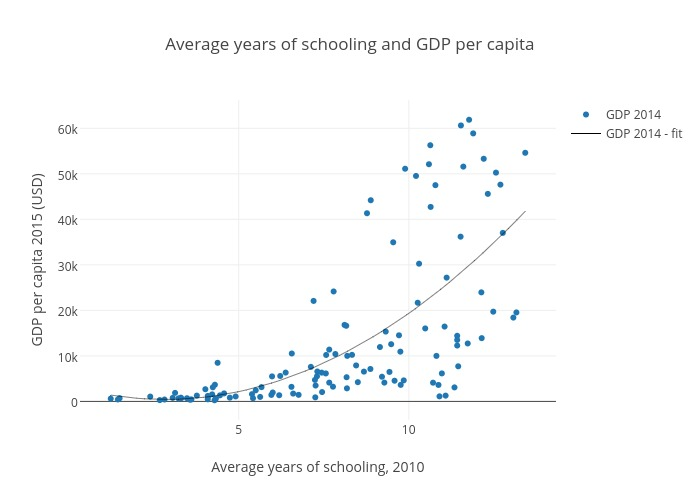 Average years of schooling and GDP per capita
GDP 2014
GDP 2014 - fit
60k
50k
40k
30k
20k
10k
0
GDP per capita 2015 (USD)
5
10
Average years of schooling, 2010